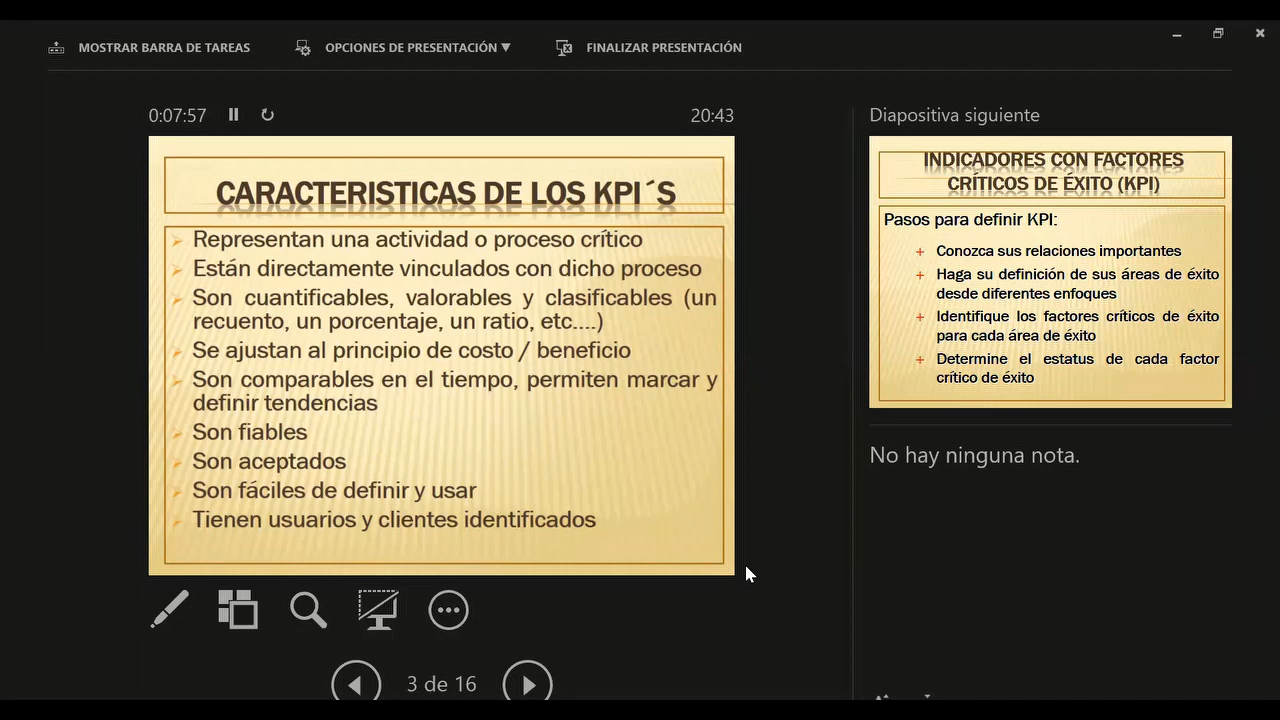 MOSTRAR BARRA DE TAREAS
OPCIONES DE PRESENTACIÓN ▼
FINALIZAR PRESENTACIÓN
0:07:57
20:43
CARACTERISTICAS DE LOS KPI´S
Representan una actividad o proceso crítico
Están directamente vinculados con dicho proceso
Son cuantificables, valorables y clasificables (un
recuento, un porcentaje, un ratio, etc....)
Se ajustan al principio de costo / beneficio
Son comparables en el tiempo, permiten marcar y
definir tendencias
Son fiables
Son aceptados
Son fáciles de definir y usar
Tienen usuarios y clientes identificados
3 de 16
Diapositiva siguiente
INDICADORES CON FACTORES
CRÍTICOS DE ÉXITO (KPI)
Pasos para definir KPI:
+ Conozca sus relaciones importantes
+ Haga su definición de sus áreas de éxito
desde diferentes enfoques
+ Identifique los factores críticos de éxito
para cada área de éxito
+ Determine el estatus de cada factor
crítico de éxito
No hay ninguna nota.